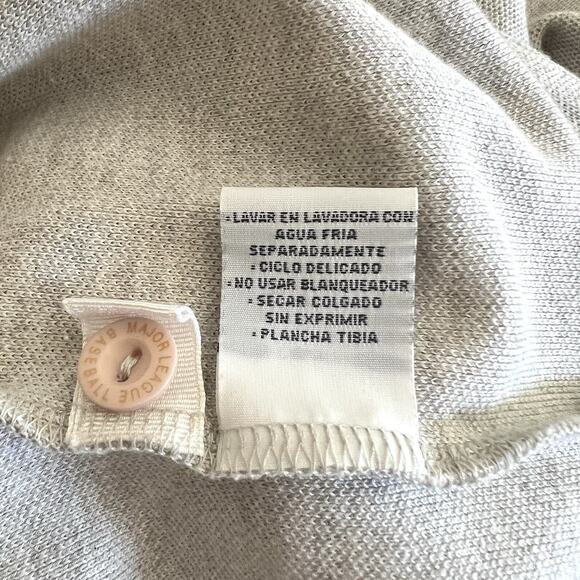 - LAVAR EN LAVADORA CON
AGUA FRIA
SEPARADAMENTE
- CICLO DELICADO
- NO USAR BLANQUEADOR
- SECAR COLGADO
SIN EXPRIMIR
- PLANCHA TIBIA
MAJOR LEAGUE BASEBALL